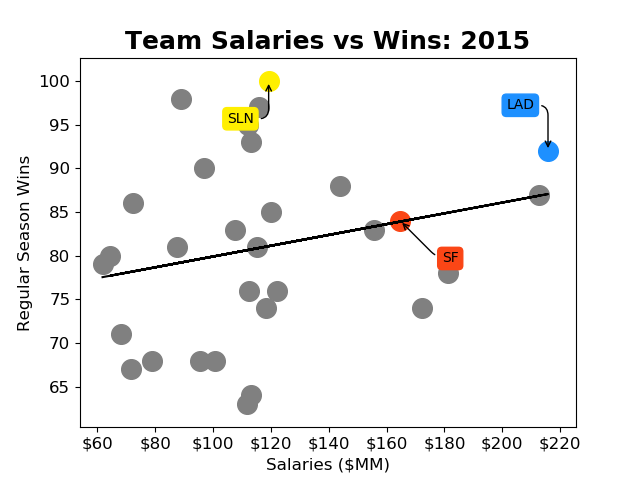 Team Salaries vs Wins: 2015
100
95
90
85
80
75
70
65
Regular Season Wins
SLN
LAD
SF
$60 $80 $100 $120 $140 $160 $180 $200 $220
Salaries ($MM)